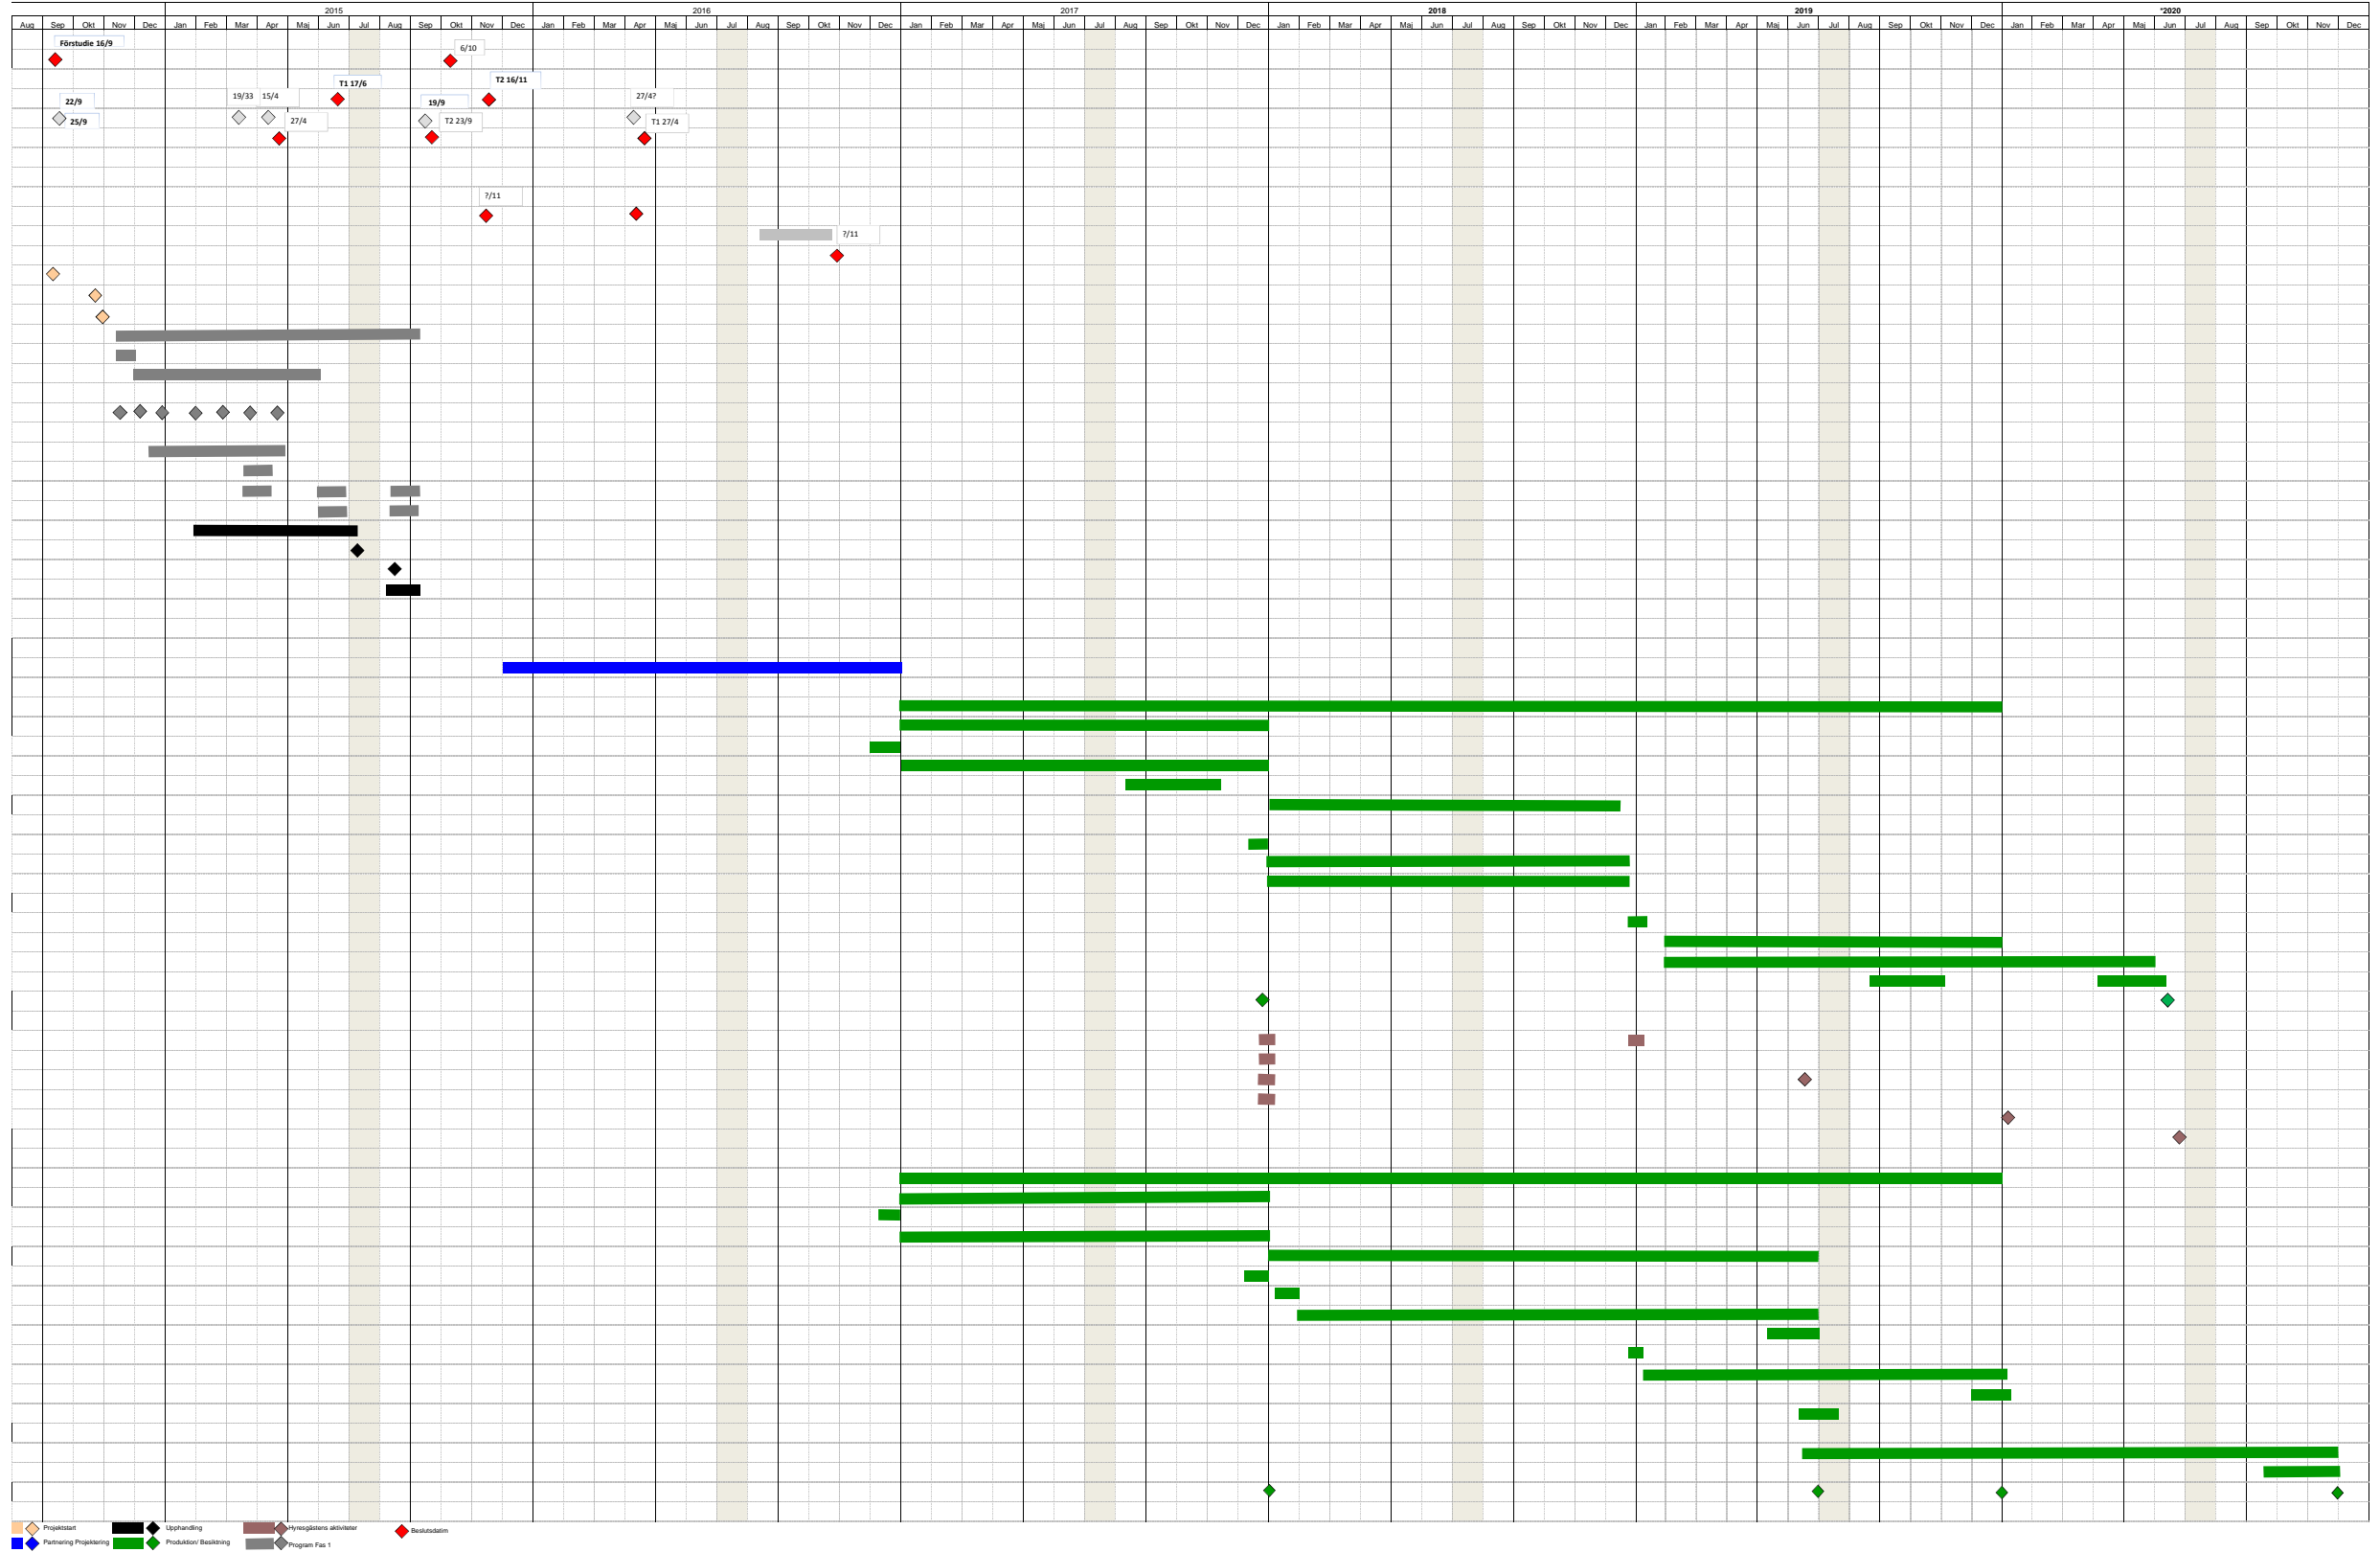 2015 2016 2017 2018 2019 *2020
Aug Sep Okt Nov Dec Jan Feb Mar Apr Maj Jun Jul Aug Sep Okt Nov Dec Jan Feb Mar Apr Maj Jun Jul Aug Sep Okt Nov Dec Jan Feb Mar Apr Maj Jun Jul Aug Sep Okt Nov Dec Jan Feb Mar Apr Maj Jun Jul Aug Sep Okt Nov Dec Jan Feb Mar Apr Maj Jun Jul Aug Sep Okt Nov Dec Jan Feb Mar Apr Maj Jun Jul Aug Sep Okt Nov Dec
Förstudie 16/9
6/10
T1 17/6
T2 16/11
22/9
19/33
15/4
19/9
27/4?
25/9
27/4
T2 23/9
T1 27/4
?/11
?/11
Projektstart
Upphandling
Hyresgästens aktiviteter
Beslutsdatim
Partnering Projektering
Produktion/ Besiktning
Program Fas 1